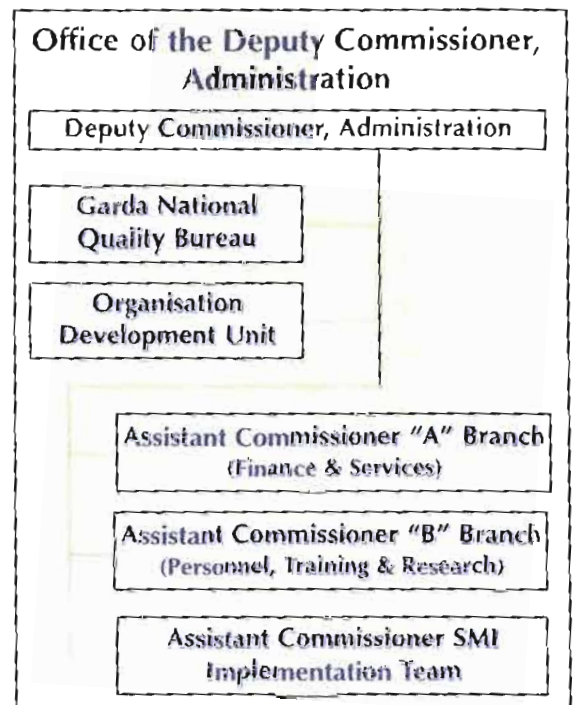 Office of the Deputy Commissioner,
Administration
Deputy Commissioner, Administration
Garda National
Quality Bureau
Organisation
Development Unit
Assistant Commissioner "A" Branch
(Finance & Services)
Assistant Commissioner "B" Branch
(Personnel, Training & Research)
Assistant Commissioner SMI
Implementation Team